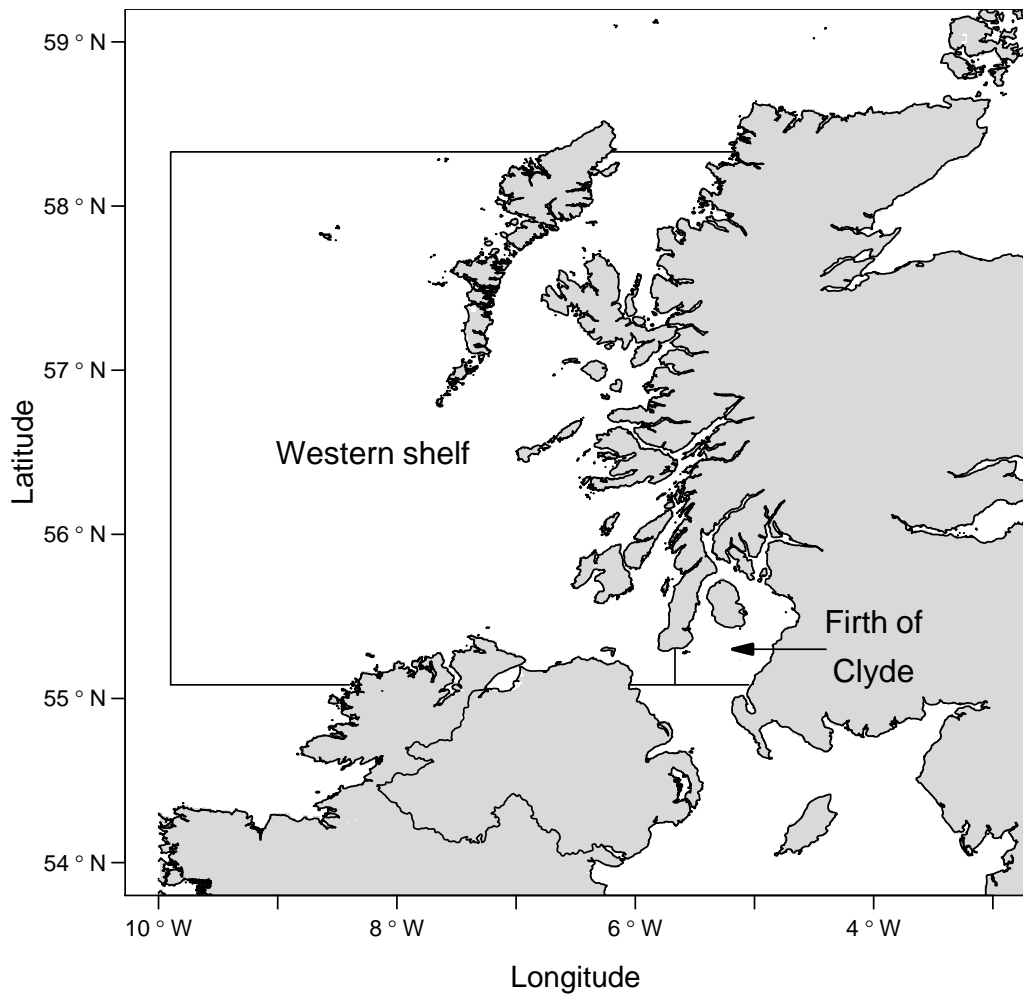 59 ° N
58 ° N
57 ° N
56 ° N
55 ° N
54 ° N
Latitude
Western shelf
Firth of
Clyde
10 ° W
8 ° W
6 ° W
4 ° W
Longitude